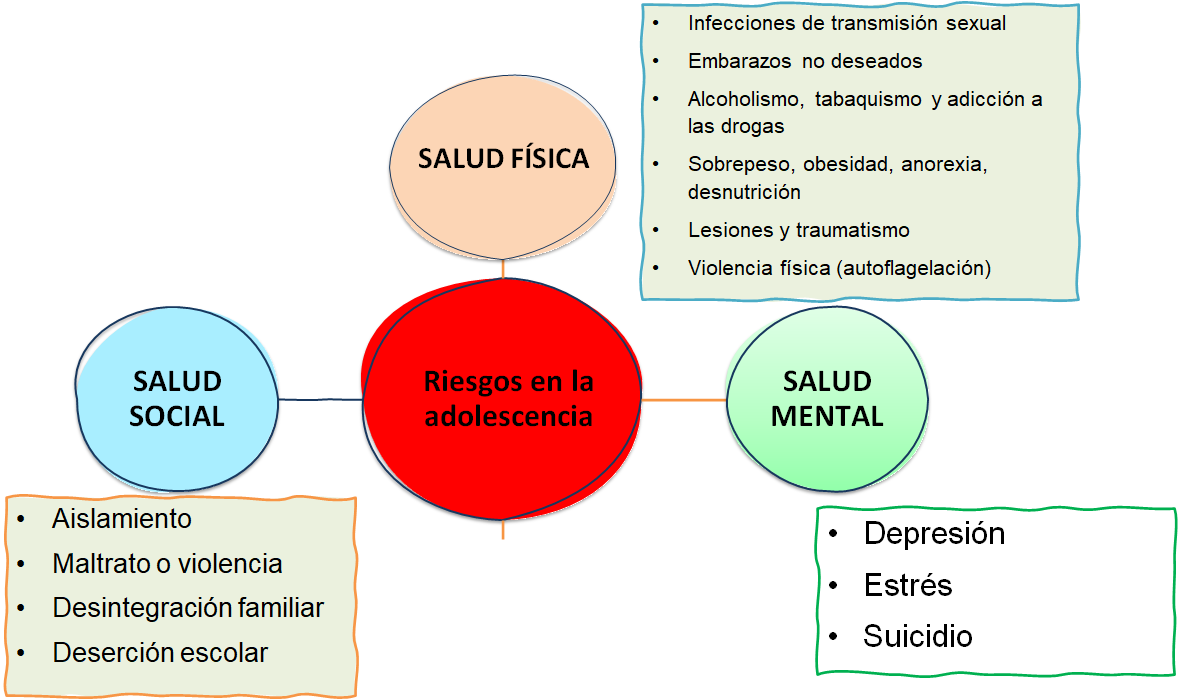 • Infecciones de transmisión sexual
• Embarazos no deseados
• Alcoholismo, tabaquismo y adicción a
las drogas
• Sobrepeso, obesidad, anorexia,
desnutrición
• Lesiones y traumatismo
• Violencia física (autoflagelación)
SALUD FÍSICA
SALUD
SOCIAL
Riesgos en la
adolescencia
SALUD
MENTAL
• Aislamiento
• Maltrato o violencia
• Desintegración familiar
• Deserción escolar
• Depresión
• Estrés
• Suicidio